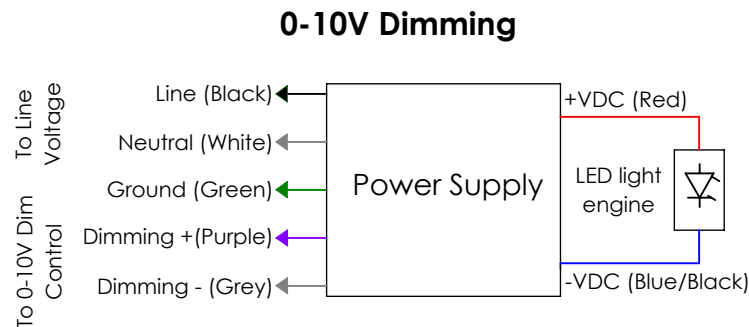 0-10V Dimming
To Line
Voltage
To 0-10V Dim
Control
Line (Black)
Neutral (White)
Ground (Green)
Dimming +(Purple)
Dimming - (Grey)
Power Supply
+VDC (Red)
LED light
engine
-VDC (Blue/Black)